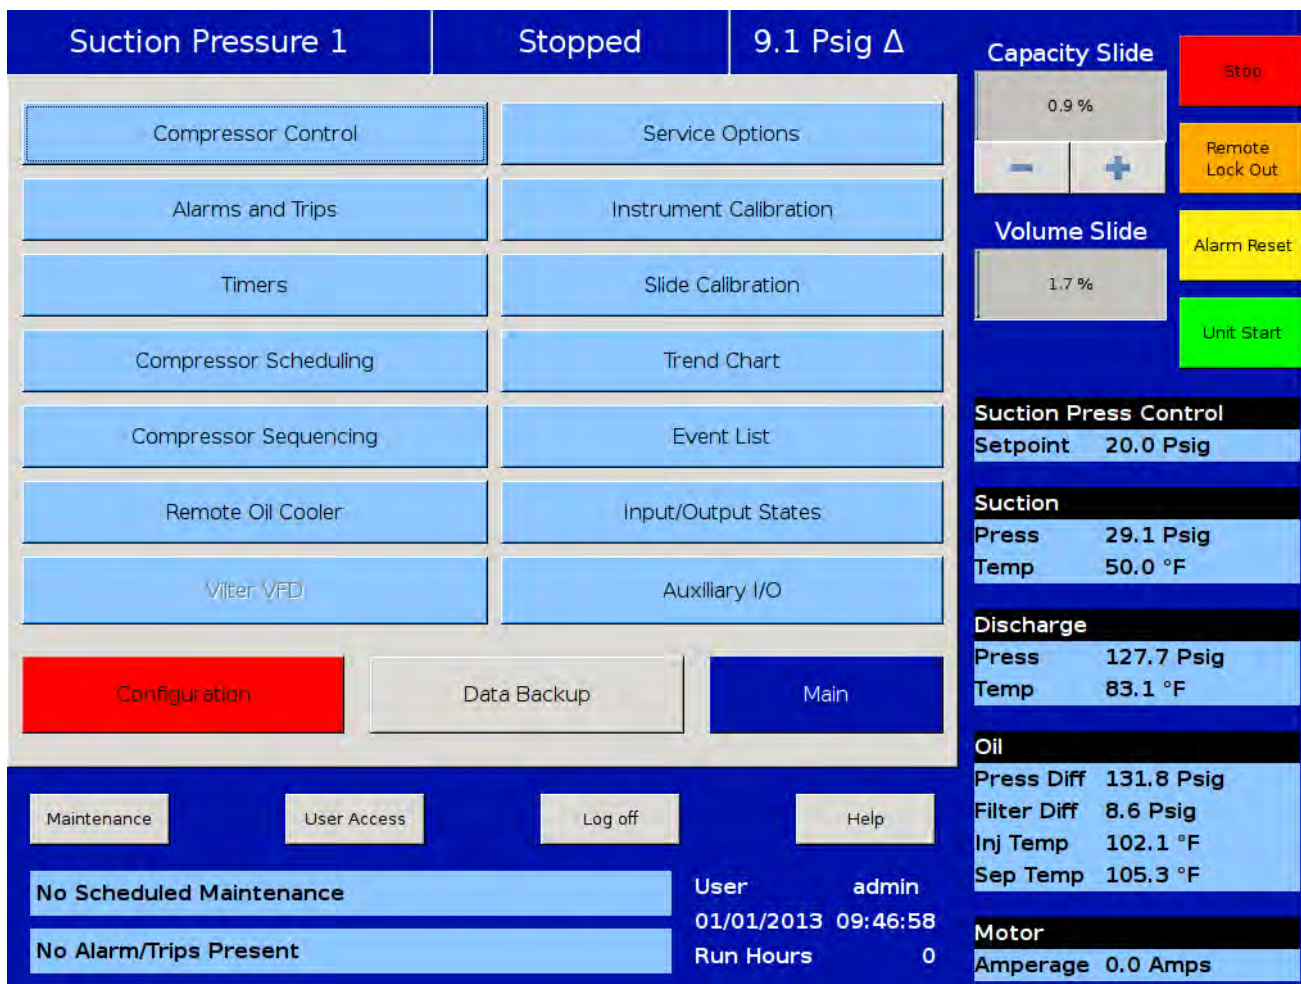 Suction Pressure 1 Stopped 9.1 Psig Δ
Compressor Control Service Options
Alarms and Trips Instrument Calibration
Timers Slide Calibration
Compressor Scheduling Trend Chart
Compressor Sequencing Event List
Remote Oil Cooler Input/Output States
Vilter VFD Auxiliary I/O
Configuration Data Backup Main
Maintenance User Access Log off Help
No Scheduled Maintenance
No Alarm/Trips Present
User admin
01/01/2013 09:46:58
Run Hours 0
Capacity Slide
0.9 %
− +
Volume Slide
1.7 %
Stop
Remote
Lock Out
Alarm Reset
Unit Start
Suction Press Control
Setpoint 20.0 Psig
Suction
Press 29.1 Psig
Temp 50.0 °F
Discharge
Press 127.7 Psig
Temp 83.1 °F
Oil
Press Diff 131.8 Psig
Filter Diff 8.6 Psig
Inj Temp 102.1 °F
Sep Temp 105.3 °F
Motor
Amperage 0.0 Amps